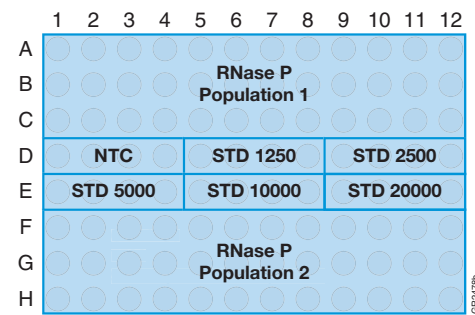 1 2 3 4 5 6 7 8 9 10 11 12
A
RNase P
B
Population 1
C
D NTC STD 1250 STD 2500
E STD 5000 STD 10000 STD 20000
F
RNase P
G
Population 2
H